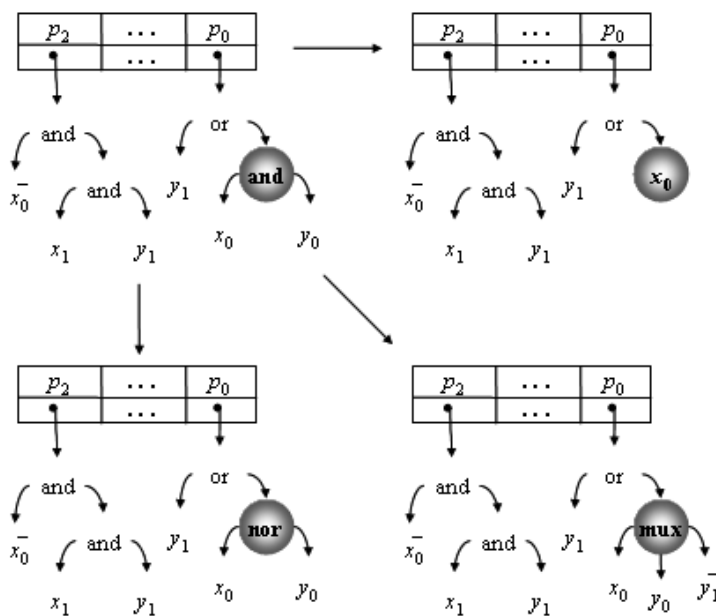 p₂ ... p₀ p₂ ... p₀
... ...
and or and or
x̄₀ and y₁ and x̄₀ and y₁ x₀
x₁ y₁ x₀ y₀ x₁ y₁
p₂ ... p₀ p₂ ... p₀
... ...
and or and or
x̄₀ and y₁ nor x̄₀ and y₁ mux
x₁ y₁ x₀ y₀ x₁ y₁ x₀ y₀ ȳ₁